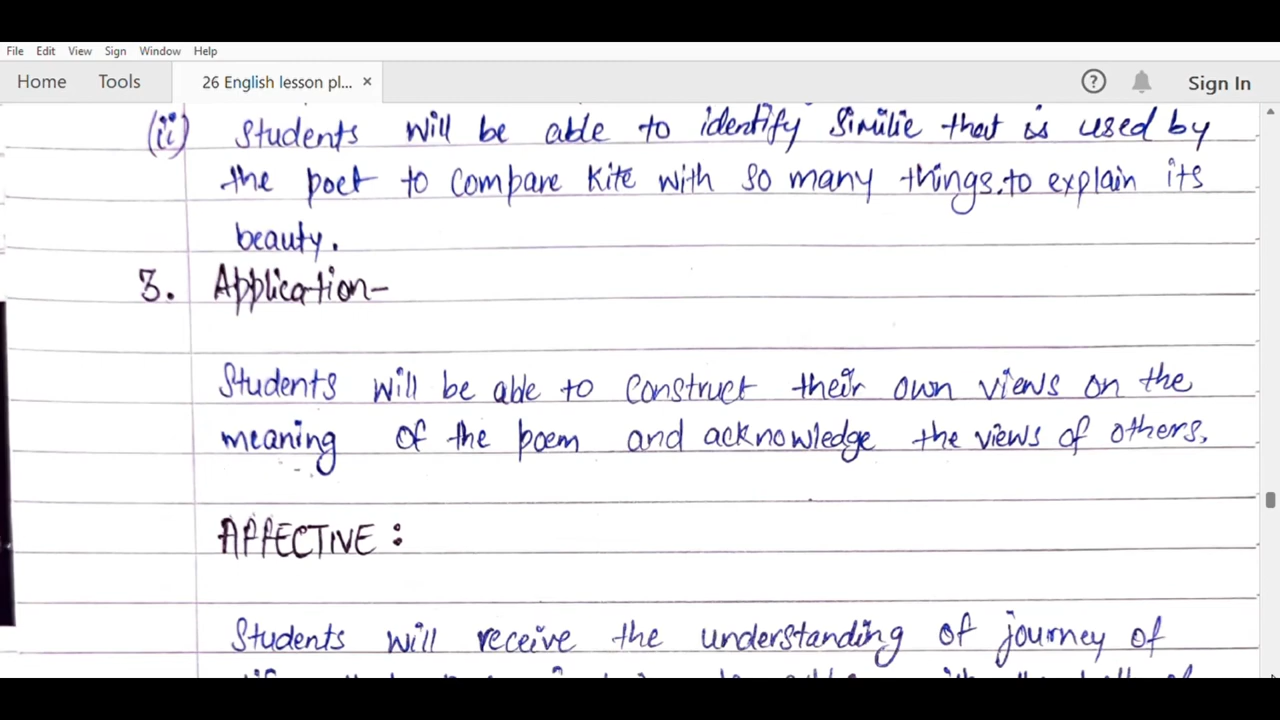 File Edit View Sign Window Help
Home Tools 26 English lesson pl... × ? Sign In
(ii) Students will be able to identify Similie that is used by
the poet to compare kite with so many things.to explain its
beauty.
3. Application-
Students will be able to construct their own views on the
meaning of the poem and acknowledge the views of others.
AFFECTIVE :
Students will receive the understanding of journey of